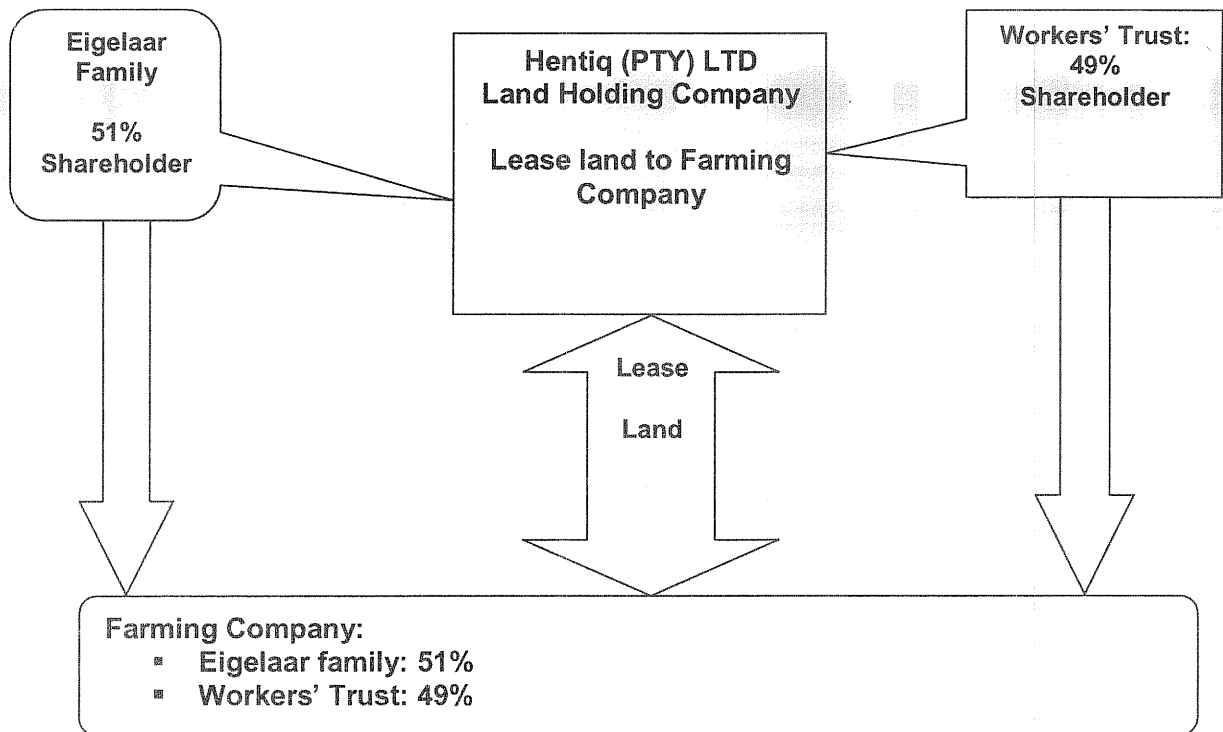 Eigelaar
Family
51%
Shareholder
Hentiq (PTY) LTD
Land Holding Company
Lease land to Farming
Company
Workers' Trust:
49%
Shareholder
Lease
Land
Farming Company:
▪ Eigelaar family: 51%
▪ Workers' Trust: 49%